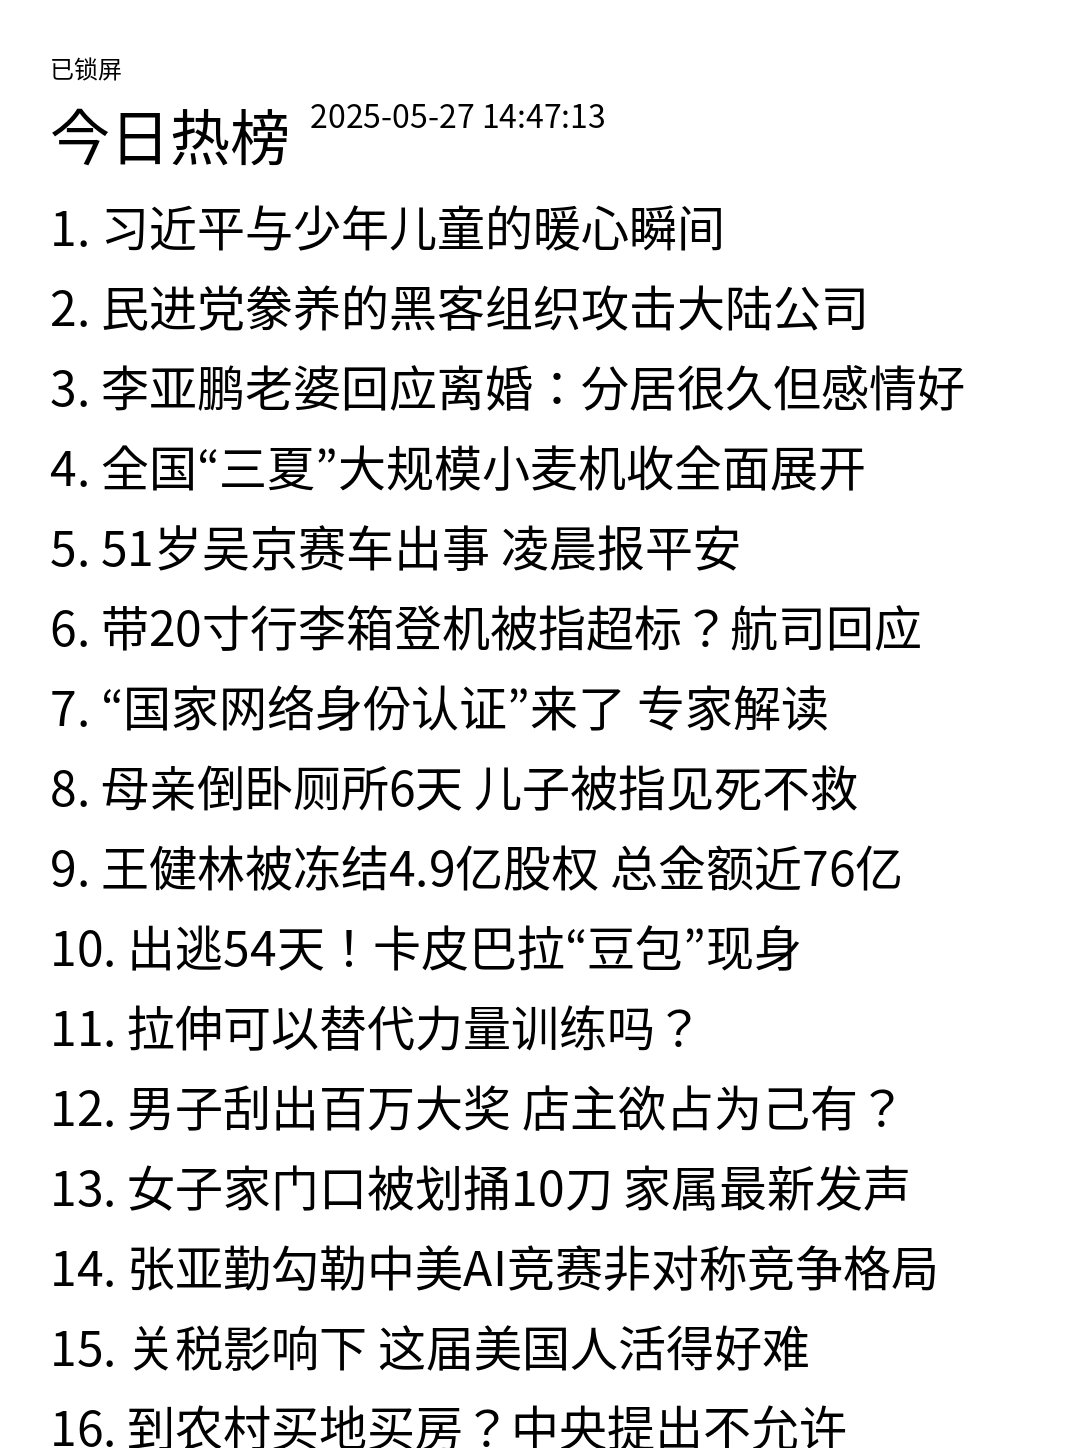 已锁屏
今日热榜 2025-05-27 14:47:13
1. 习近平与少年儿童的暖心瞬间
2. 民进党豢养的黑客组织攻击大陆公司
3. 李亚鹏老婆回应离婚：分居很久但感情好
4. 全国“三夏”大规模小麦机收全面展开
5. 51岁吴京赛车出事 凌晨报平安
6. 带20寸行李箱登机被指超标？航司回应
7. “国家网络身份认证”来了 专家解读
8. 母亲倒卧厕所6天 儿子被指见死不救
9. 王健林被冻结4.9亿股权 总金额近76亿
10. 出逃54天！卡皮巴拉“豆包”现身
11. 拉伸可以替代力量训练吗？
12. 男子刮出百万大奖 店主欲占为己有？
13. 女子家门口被划捅10刀 家属最新发声
14. 张亚勤勾勒中美AI竞赛非对称竞争格局
15. 关税影响下 这届美国人活得好难
16. 到农村买地买房？中央提出不允许